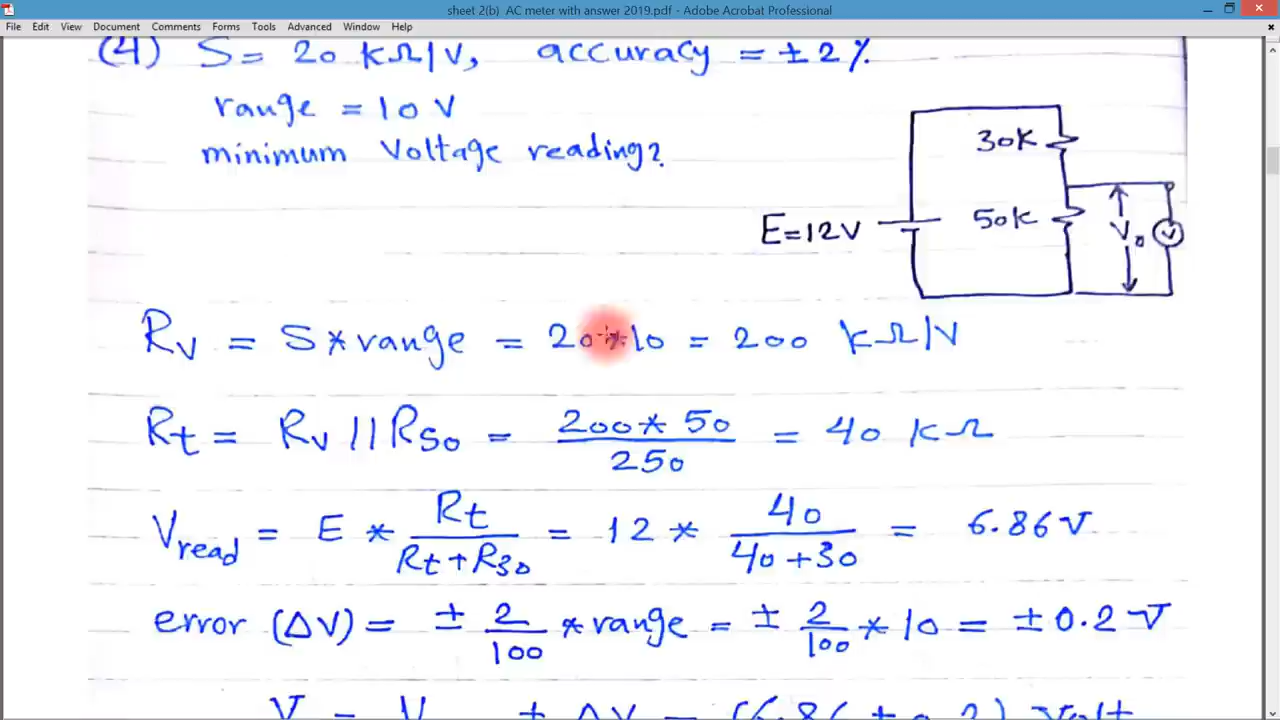 sheet 2(b) AC meter with answer 2019.pdf - Adobe Acrobat Professional
File Edit View Document Comments Forms Tools Advanced Window Help
(4) S = 20 kΩ/V, accuracy = ±2%
range = 10 V
minimum Voltage reading?
30K
E=12V
50K
V₀
V
Rv = S*range = 20*10 = 200 kΩ/V
Rt = Rv // R50 = 200*50 / 250 = 40 kΩ
Vread = E * Rt / Rt+R30 = 12 * 40 / 40+30 = 6.86V
error (ΔV) = ± 2/100 *range = ± 2/100 *10 = ±0.2 V